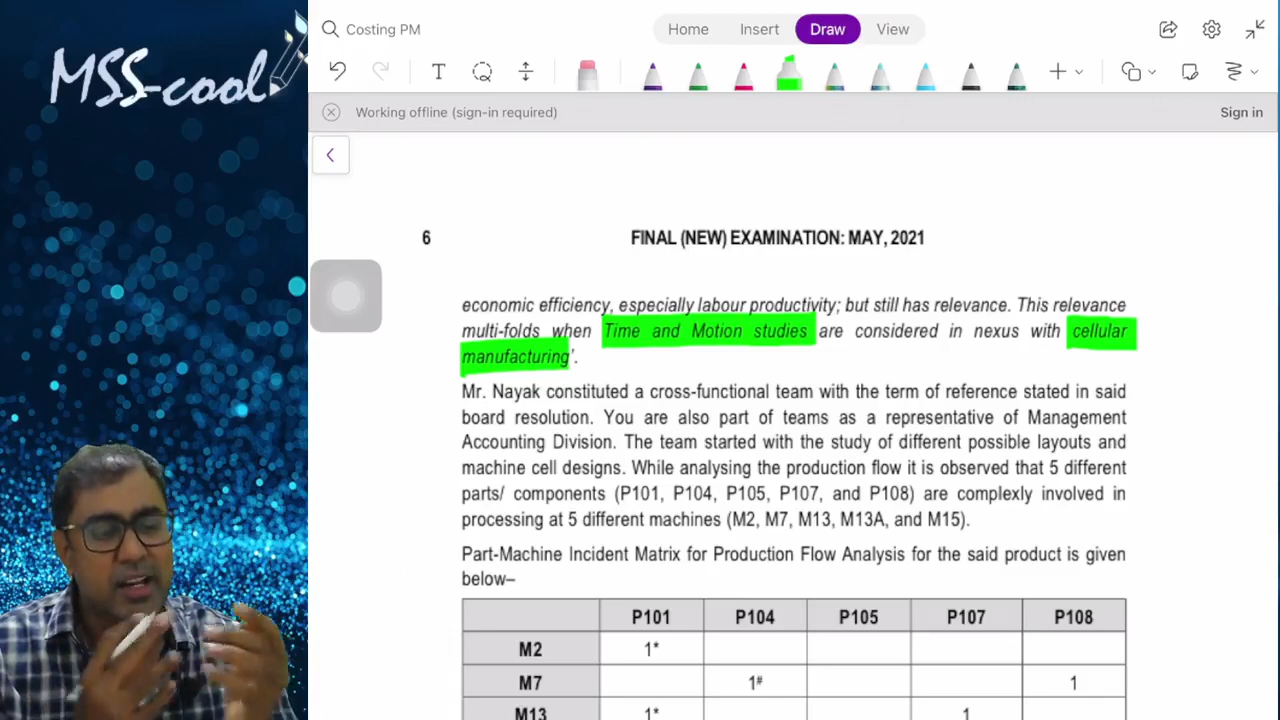 MSS-cool
Costing PM
Home Insert Draw View
Working offline (sign-in required) Sign in
6 FINAL (NEW) EXAMINATION: MAY, 2021
economic efficiency, especially labour productivity; but still has relevance. This relevance
multi-folds when Time and Motion studies are considered in nexus with cellular
manufacturing'.
Mr. Nayak constituted a cross-functional team with the term of reference stated in said
board resolution. You are also part of teams as a representative of Management
Accounting Division. The team started with the study of different possible layouts and
machine cell designs. While analysing the production flow it is observed that 5 different
parts/ components (P101, P104, P105, P107, and P108) are complexly involved in
processing at 5 different machines (M2, M7, M13, M13A, and M15).
Part-Machine Incident Matrix for Production Flow Analysis for the said product is given
below–
P101 P104 P105 P107 P108
M2 1*
M7 1# 1
M13 1* 1